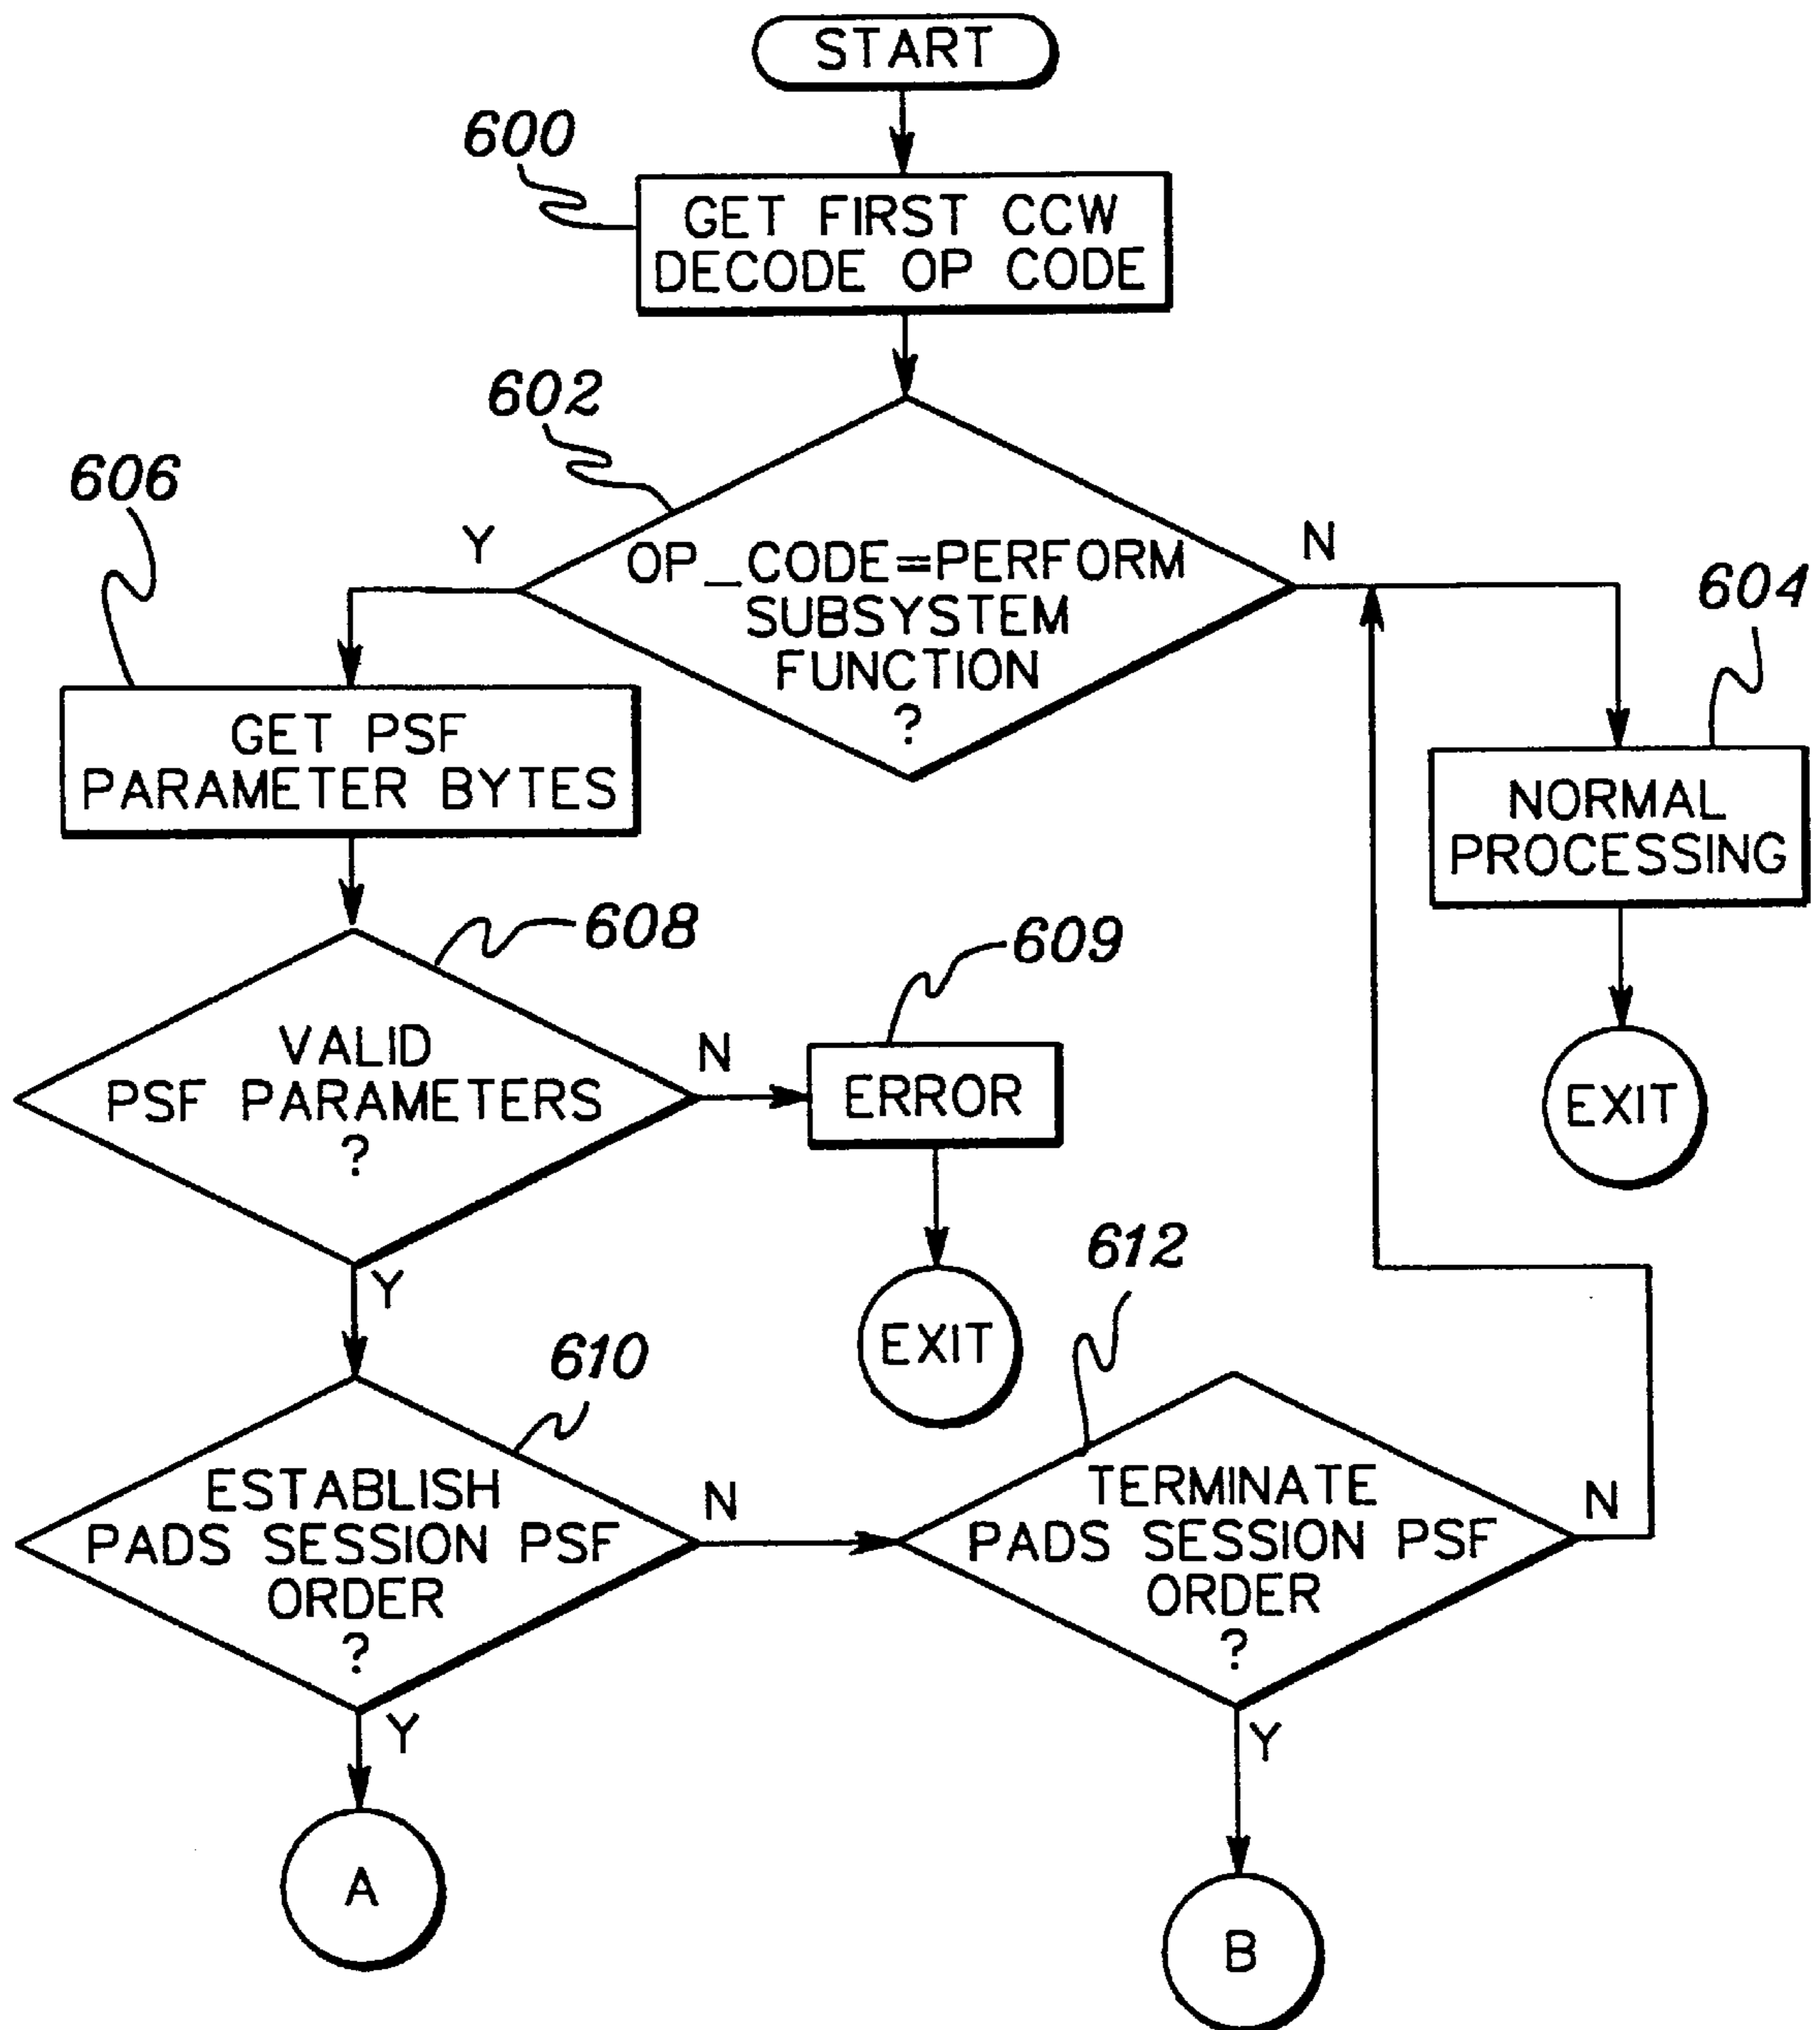 START
600
GET FIRST CCW
DECODE OP CODE
602
606
Y
OP_CODE=PERFORM
SUBSYSTEM
FUNCTION
?
N
604
GET PSF
PARAMETER BYTES
NORMAL
PROCESSING
EXIT
608
609
VALID
PSF PARAMETERS
?
N
ERROR
EXIT
Y
610
612
ESTABLISH
PADS SESSION PSF
ORDER
?
N
TERMINATE
PADS SESSION PSF
ORDER
?
N
Y
Y
A
B